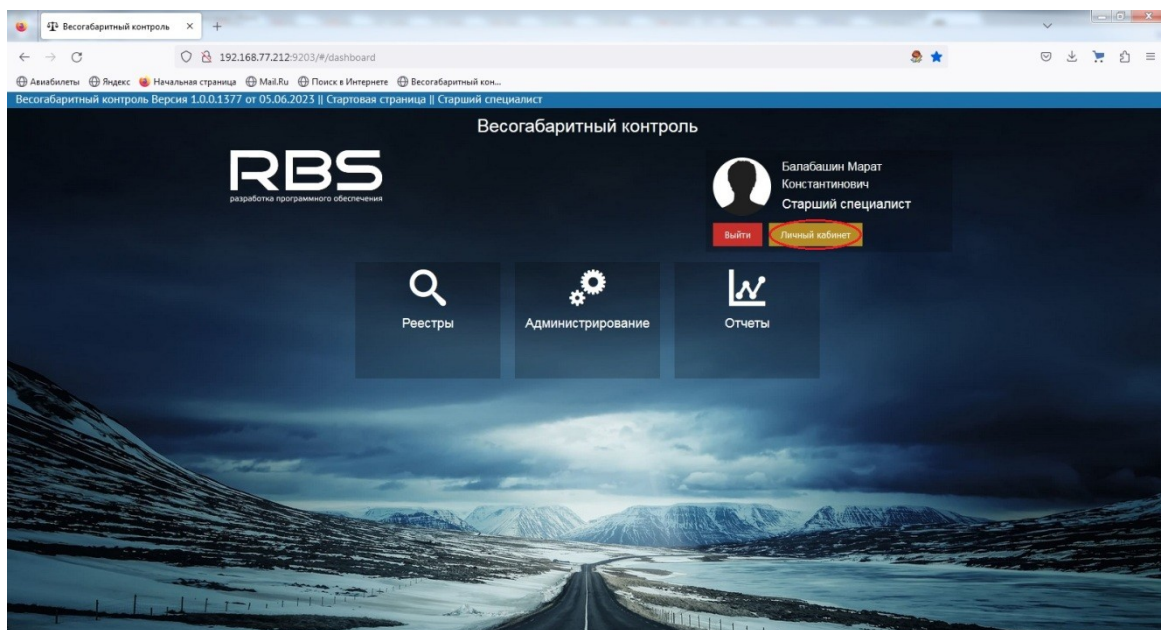 Весогабаритный контроль
192.168.77.212:9203/#/dashboard
Авиабилеты Яндекс Начальная страница Mail.Ru Поиск в Интернете Весогабаритный кон...
Весогабаритный контроль Версия 1.0.0.1377 от 05.06.2023 || Стартовая страница || Старший специалист
Весогабаритный контроль
RBS
разработка программного обеспечения
Балабашин Марат
Константинович
Старший специалист
Выйти Личный кабинет
Реестры Администрирование Отчеты